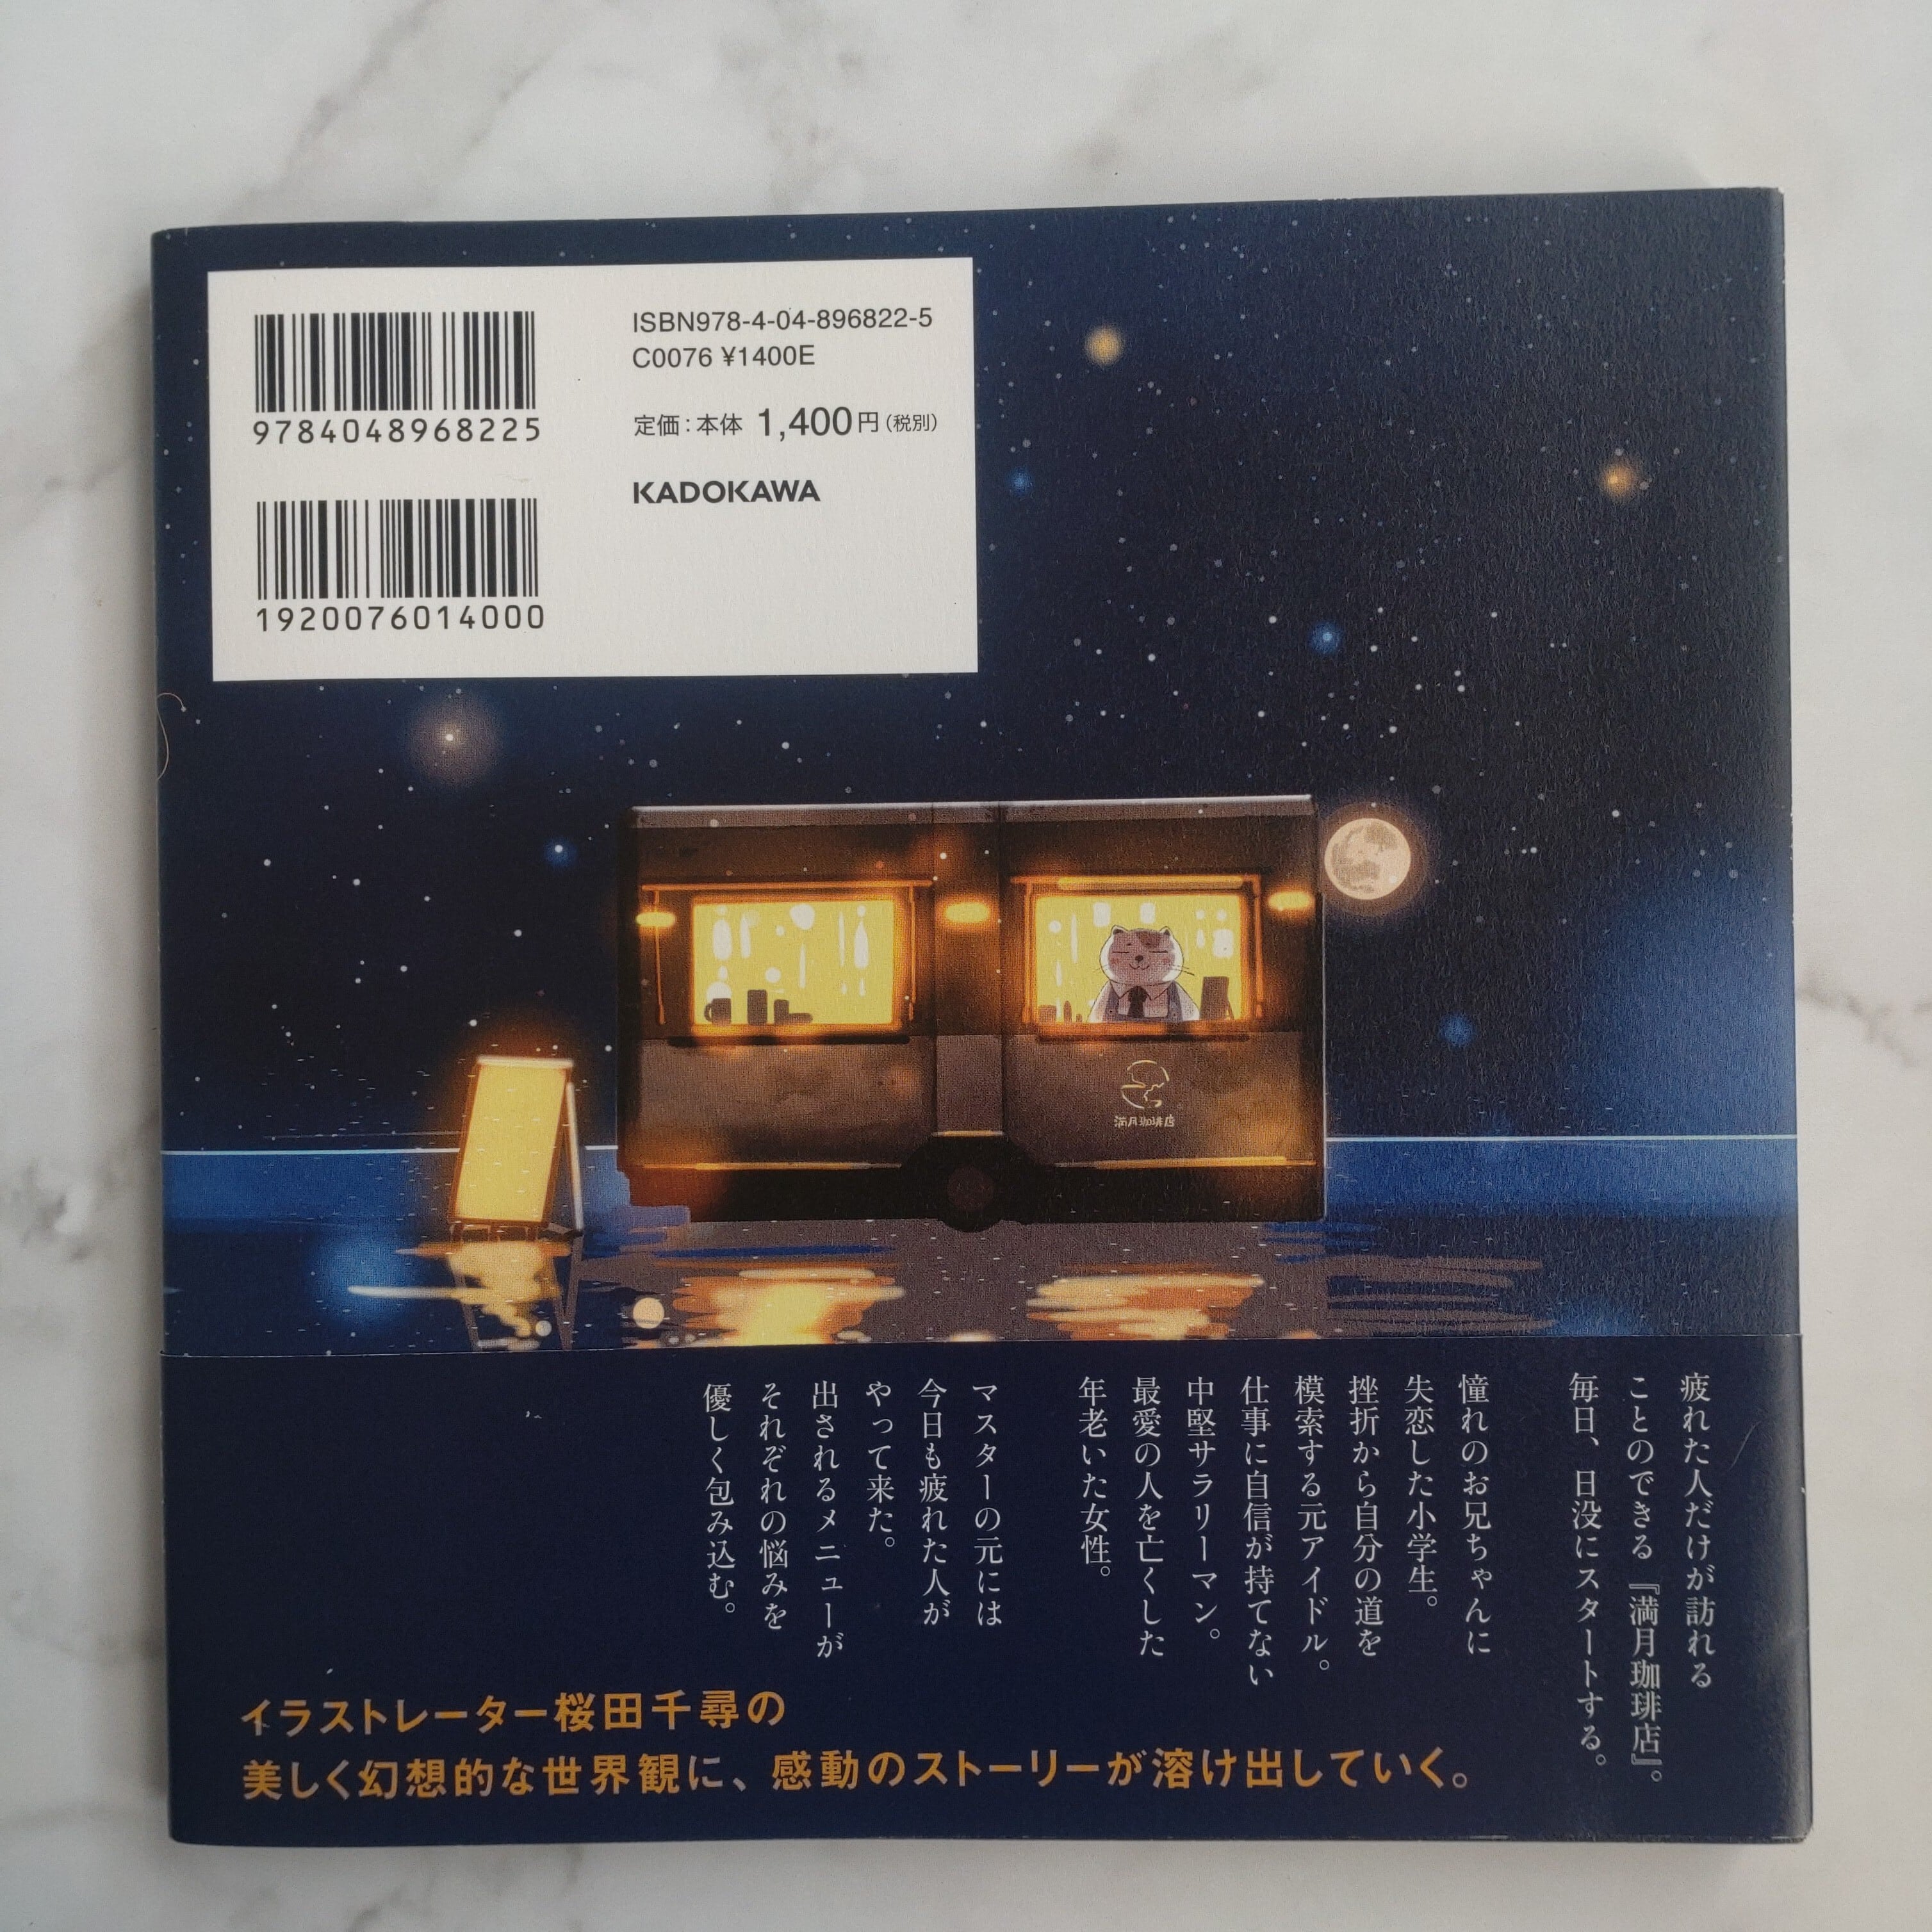 9784048968225
1920076014000
ISBN978-4-04-896822-5
C0076 ¥1400E
定価：本体 1,400円（税別）
KADOKAWA
満月珈琲店
疲れた人だけが訪れる
ことのできる『満月珈琲店』。
毎日、日没にスタートする。
憧れのお兄ちゃんに
失恋した小学生。
挫折から自分の道を
模索する元アイドル。
仕事に自信が持てない
中堅サラリーマン。
最愛の人を亡くした
年老いた女性。
マスターの元には
今日も疲れた人が
やって来た。
出されるメニューが
それぞれの悩みを
優しく包み込む。
イラストレーター桜田千尋の
美しく幻想的な世界観に、感動のストーリーが溶け出していく。